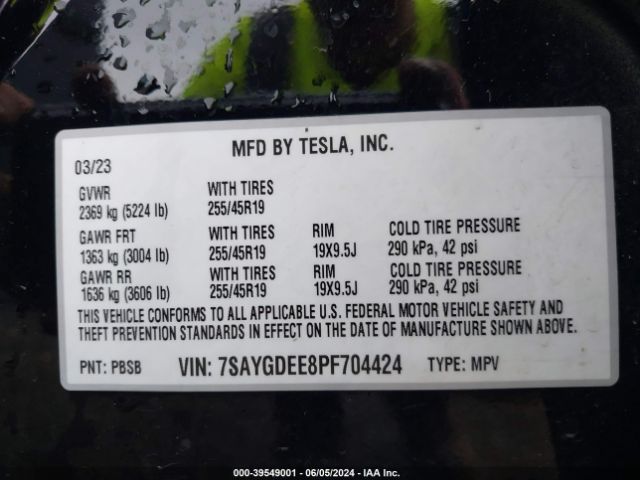 MFD BY TESLA, INC.
03/23
GVWR WITH TIRES
2369 kg (5224 lb) 255/45R19
GAWR FRT WITH TIRES RIM COLD TIRE PRESSURE
1363 kg (3004 lb) 255/45R19 19X9.5J 290 kPa, 42 psi
GAWR RR WITH TIRES RIM COLD TIRE PRESSURE
1636 kg (3606 lb) 255/45R19 19X9.5J 290 kPa, 42 psi
THIS VEHICLE CONFORMS TO ALL APPLICABLE U.S. FEDERAL MOTOR VEHICLE SAFETY AND
THEFT PREVENTION STANDARDS IN EFFECT ON THE DATE OF MANUFACTURE SHOWN ABOVE.
PNT: PBSB VIN: 7SAYGDEE8PF704424 TYPE: MPV
000-39549001 - 06/05/2024 - IAA Inc.